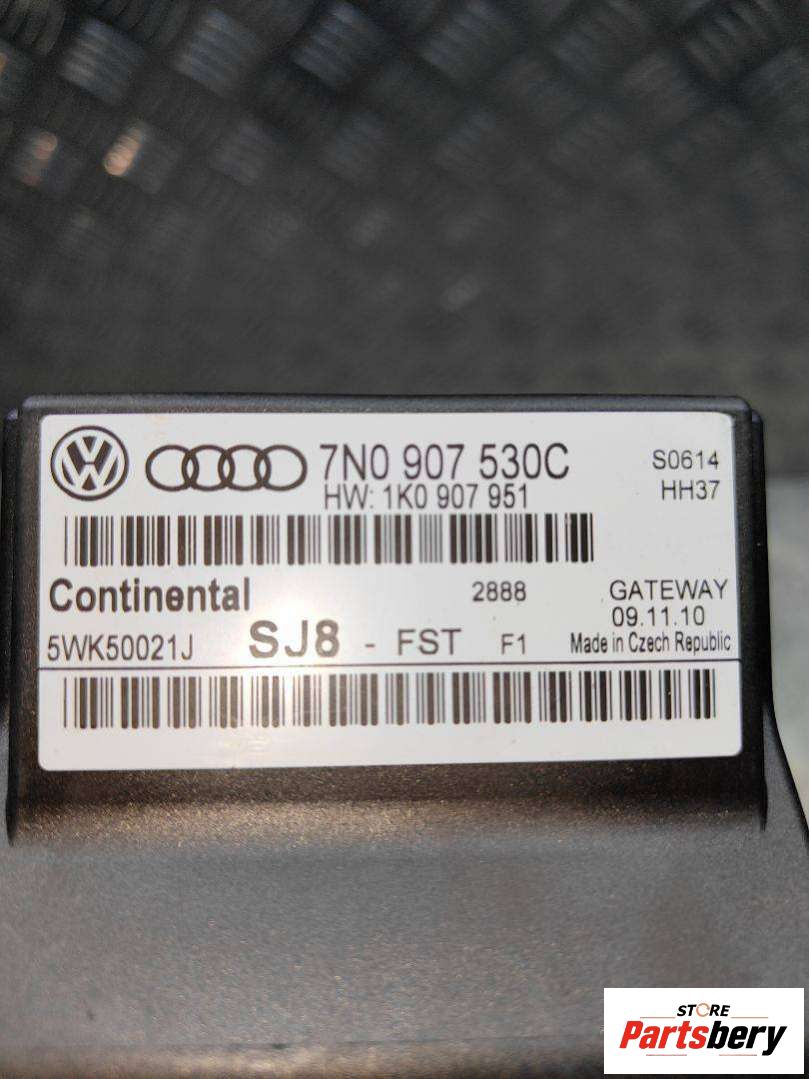 7N0 907 530C
S0614
HW: 1K0 907 951
HH37
Continental
2888
GATEWAY
09.11.10
5WK50021J
SJ8 - FST F1
Made in Czech Republic
STORE
Partsbery